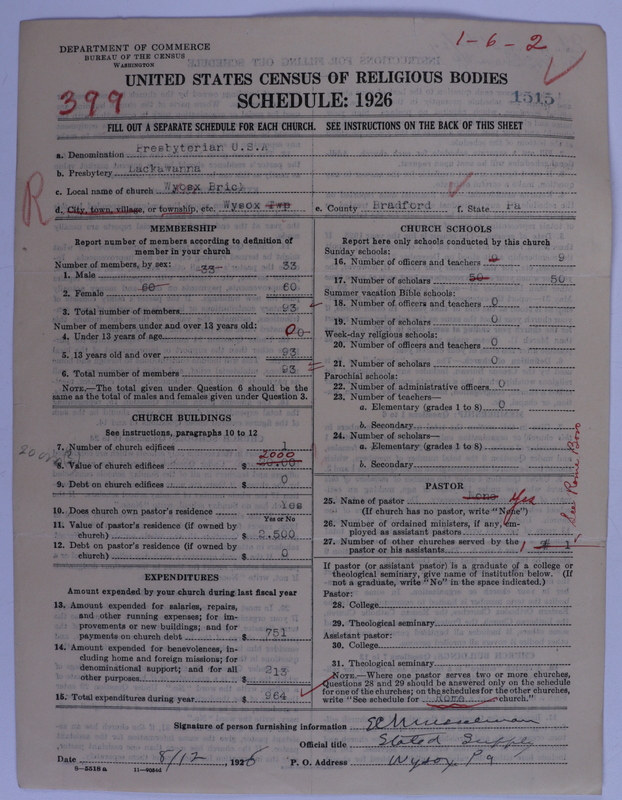 1-6-2
DEPARTMENT OF COMMERCE
BUREAU OF THE CENSUS
WASHINGTON
UNITED STATES CENSUS OF RELIGIOUS BODIES
399
SCHEDULE: 1926
1515
FILL OUT A SEPARATE SCHEDULE FOR EACH CHURCH. SEE INSTRUCTIONS ON THE BACK OF THIS SHEET
a. Denomination Presbyterian U.S.A
b. Presbytery Lackawanna
c. Local name of church Wysox Brick
R
d. City, town, village, or township, etc. Wysox Twp e. County Bradford f. State Pa
MEMBERSHIP
Report number of members according to definition of
member in your church
Number of members, by sex:
1. Male 33 33
2. Female 60 60
3. Total number of members 93
Number of members under and over 13 years old:
4. Under 13 years of age 0 0
5. 13 years old and over 93
6. Total number of members 93
NOTE.—The total given under Question 6 should be the
same as the total of males and females given under Question 3.
CHURCH BUILDINGS
See instructions, paragraphs 10 to 12
7. Number of church edifices 1
2000
8. Value of church edifices $
9. Debt on church edifices $ 0
10. Does church own pastor's residence Yes
Yes or No
11. Value of pastor's residence (if owned by
church) $ 2.500
12. Debt on pastor's residence (if owned by
church) $ 0
EXPENDITURES
Amount expended by your church during last fiscal year
13. Amount expended for salaries, repairs,
and other running expenses; for im-
provements or new buildings; and for
payments on church debt $ 751
14. Amount expended for benevolences, in-
cluding home and foreign missions; for
denominational support; and for all
other purposes $ 213
15. Total expenditures during year $ 964
CHURCH SCHOOLS
Report here only schools conducted by this church
Sunday schools:
16. Number of officers and teachers 9 9
17. Number of scholars 50 50
Summer vacation Bible schools:
18. Number of officers and teachers 0
19. Number of scholars 0
Week-day religious schools:
20. Number of officers and teachers 0
21. Number of scholars 0
Parochial schools:
22. Number of administrative officers 0
23. Number of teachers—
a. Elementary (grades 1 to 8) 0
b. Secondary
24. Number of scholars—
a. Elementary (grades 1 to 8)
b. Secondary
PASTOR
25. Name of pastor Yes
(If church has no pastor, write "None")
26. Number of ordained ministers, if any, em-
ployed as assistant pastors
27. Number of other churches served by the
pastor or his assistants 1 1
See Rome Boro
If pastor (or assistant pastor) is a graduate of a college or
theological seminary, give name of institution below. (If
not a graduate, write "No" in the space indicated.)
Pastor:
28. College
29. Theological seminary
Assistant pastor:
30. College
31. Theological seminary
NOTE.—Where one pastor serves two or more churches,
Questions 28 and 29 should be answered only on the schedule
for one of the churches; on the schedules for the other churches,
write "See schedule for Rome church."
Signature of person furnishing information
Official title Stated Supply
Date 8/12, 1926 P. O. Address Wysox Pa
8-5518a 11-9056d